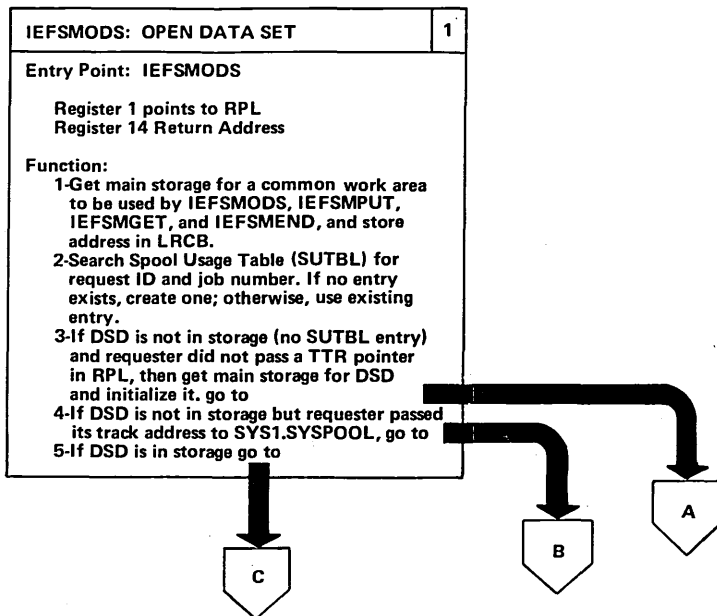 IEFSMODS: OPEN DATA SET 1
Entry Point: IEFSMODS
Register 1 points to RPL
Register 14 Return Address
Function:
1-Get main storage for a common work area
to be used by IEFSMODS, IEFSMPUT,
IEFSMGET, and IEFSMEND, and store
address in LRCB.
2-Search Spool Usage Table (SUTBL) for
request ID and job number. If no entry
exists, create one; otherwise, use existing
entry.
3-If DSD is not in storage (no SUTBL entry)
and requester did not pass a TTR pointer
in RPL, then get main storage for DSD
and initialize it. go to
4-If DSD is not in storage but requester passed
its track address to SYS1.SYSPOOL, go to
5-If DSD is in storage go to
A
B
C